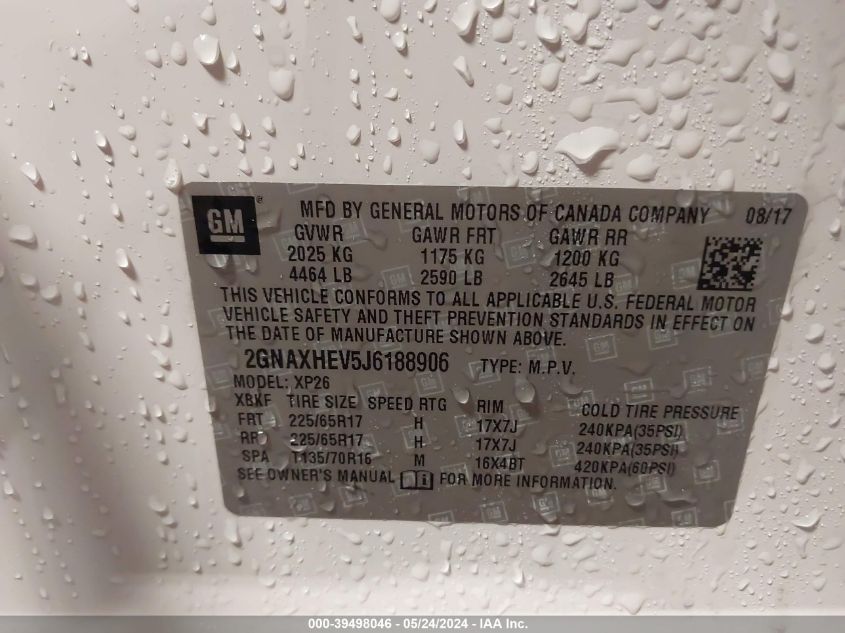 GM ® MFD BY GENERAL MOTORS OF CANADA COMPANY 08/17
GVWR GAWR FRT GAWR RR
2025 KG 1175 KG 1200 KG
4464 LB 2590 LB 2645 LB
THIS VEHICLE CONFORMS TO ALL APPLICABLE U.S. FEDERAL MOTOR
VEHICLE SAFETY AND THEFT PREVENTION STANDARDS IN EFFECT ON
THE DATE OF MANUFACTURE SHOWN ABOVE.
2GNAXHEV5J6188906 TYPE: M.P.V.
MODEL: XP26
XBKF TIRE SIZE SPEED RTG RIM COLD TIRE PRESSURE
FRT 225/65R17 H 17X7J 240KPA(35PSI)
RR 225/65R17 H 17X7J 240KPA(35PSI)
SPA T135/70R16 M 16X4BT 420KPA(60PSI)
SEE OWNER'S MANUAL i FOR MORE INFORMATION.
000-39498046 - 05/24/2024 - IAA Inc.